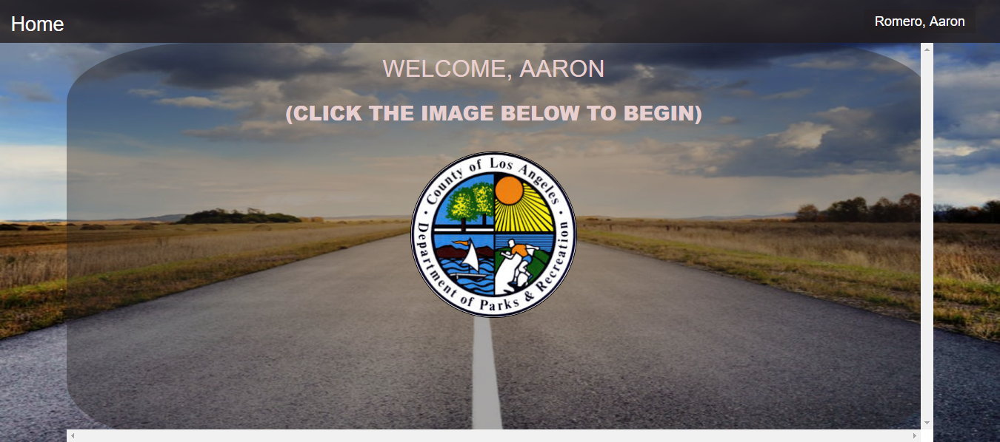 Home
Romero, Aaron
WELCOME, AARON
(CLICK THE IMAGE BELOW TO BEGIN)
• County of Los Angeles •
Department of Parks & Recreation